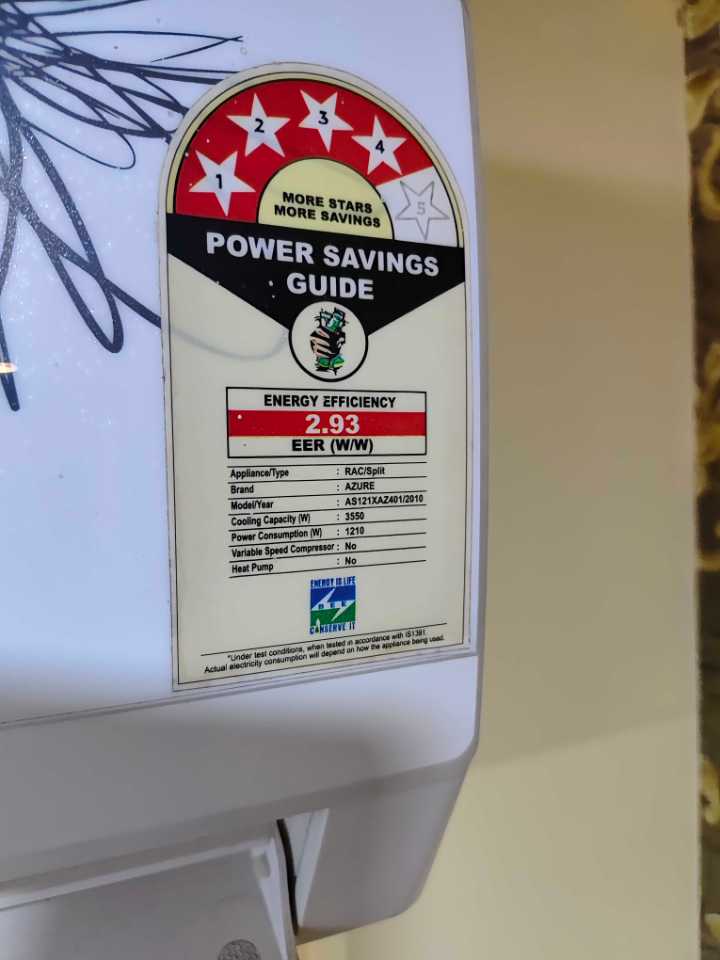 1 2 3 4 5
MORE STARS
MORE SAVINGS
POWER SAVINGS
GUIDE
ENERGY EFFICIENCY
2.93
EER (W/W)
Appliance/Type : RAC/Split
Brand : AZURE
Model/Year : AS121XAZ401/2010
Cooling Capacity (W) : 3550
Power Consumption (W) : 1210
Variable Speed Compressor : No
Heat Pump : No
ENERGY IS LIFE
BEE
CONSERVE IT
*Under test conditions, when tested in accordance with IS1391.
Actual electricity consumption will depend on how the appliance being used.